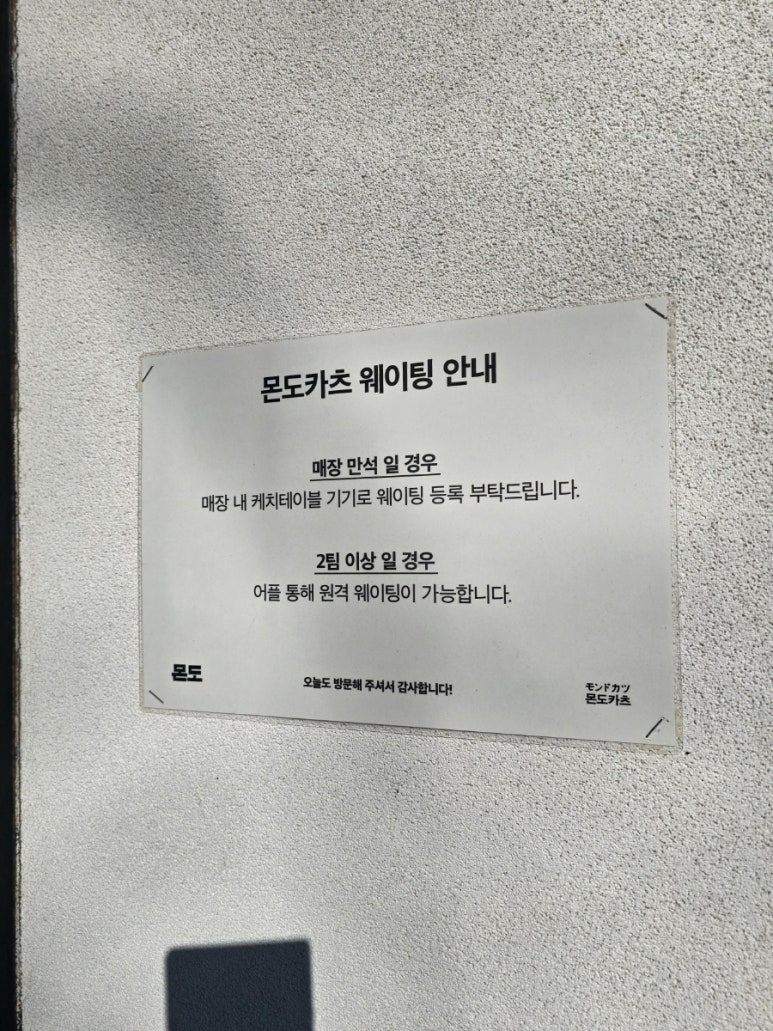 몬도카츠 웨이팅 안내
매장 만석 일 경우
매장 내 케치테이블 기기로 웨이팅 등록 부탁드립니다.
2팀 이상 일 경우
어플 통해 원격 웨이팅이 가능합니다.
몬도
오늘도 방문해 주셔서 감사합니다!
モンドカツ
몬도카츠